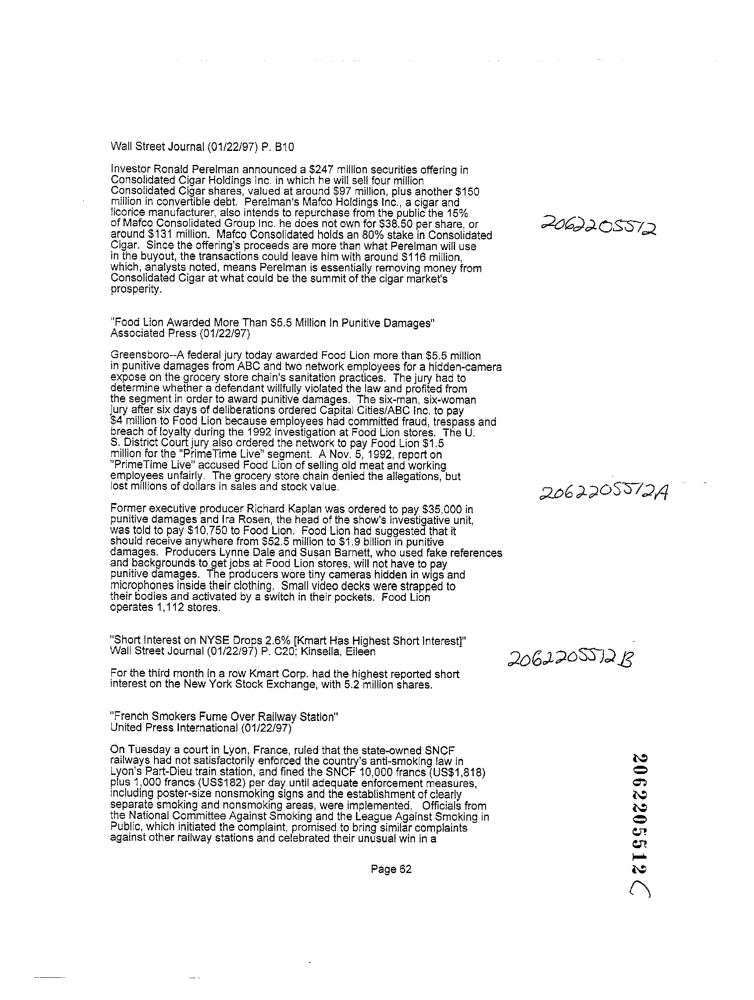 Wall Street Journal (01/22/97) P. B10
Investor Ronald Perelman announced a $247 million securities offering in
Consolidated Cigar Holdings Inc. in which he will sell four million
Consolidated Cigar shares, valued at around $97 million, plus another $150
million in convertible debt. Perelman's Mafco Holdings Inc., a cigar and
licorice manufacturer, also intends to repurchase from the public the 15%
of Mafco Consolidated Group Inc. he does not own for $38.50 per share, or
around $131 million. Mafco Consolidated holds an 80% stake in Consolidated
Cigar. Since the offering's proceeds are more than what Perelman will use
in the buyout, the transactions could leave him with around $116 million,
which, analysts noted, means Perelman is essentially removing money from
Consolidated Cigar at what could be the summit of the cigar market's
prosperity.
2062205512
"Food Lion Awarded More Than $5.5 Million In Punitive Damages"
Associated Press (01/22/97)
Greensboro--A federal jury today awarded Food Lion more than $5.5 million
in punitive damages from ABC and two network employees for a hidden-camera
expose on the grocery store chain's sanitation practices. The jury had to
determine whether a defendant willfully violated the law and profited from
the segment in order to award punitive damages. The six-man, six-woman
jury after six days of deliberations ordered Capital Cities/ABC Inc. to pay
$4 million to Food Lion because employees had committed fraud, trespass and
breach of loyalty during the 1992 investigation at Food Lion stores. The U.
S. District Court jury also ordered the network to pay Food Lion $1.5
million for the "PrimeTime Live" segment. A Nov. 5, 1992, report on
"PrimeTime Live" accused Food Lion of selling old meat and working
employees unfairly. The grocery store chain denied the allegations, but
lost millions of dollars in sales and stock value.
2062205512A
Former executive producer Richard Kaplan was ordered to pay $35,000 in
punitive damages and Ira Rosen, the head of the show's investigative unit,
was told to pay $10,750 to Food Lion. Food Lion had suggested that it
should receive anywhere from $52.5 million to $1.9 billion in punitive
damages. Producers Lynne Dale and Susan Barnett, who used fake references
and backgrounds to get jobs at Food Lion stores, will not have to pay
punitive damages. The producers wore tiny cameras hidden in wigs and
microphones inside their clothing. Small video decks were strapped to
their bodies and activated by a switch in their pockets. Food Lion
operates 1,112 stores.
"Short Interest on NYSE Drops 2.6% [Kmart Has Highest Short Interest]"
Wall Street Journal (01/22/97) P. C20; Kinsella, Eileen
2062205512B
For the third month in a row Kmart Corp. had the highest reported short
interest on the New York Stock Exchange, with 5.2 million shares.
"French Smokers Fume Over Railway Station"
United Press International (01/22/97)
On Tuesday a court in Lyon, France, ruled that the state-owned SNCF
railways had not satisfactorily enforced the country's anti-smoking law in
Lyon's Part-Dieu train station, and fined the SNCF 10,000 francs (US$1,818)
plus 1,000 francs (US$182) per day until adequate enforcement measures,
including poster-size nonsmoking signs and the establishment of clearly
separate smoking and nonsmoking areas, were implemented. Officials from
the National Committee Against Smoking and the League Against Smoking in
Public, which initiated the complaint, promised to bring similar complaints
against other railway stations and celebrated their unusual win in a
2062205512C
Page 62